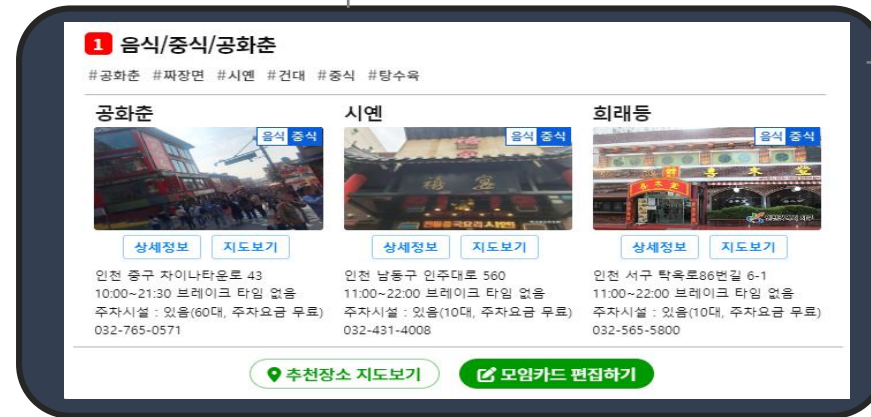 1 음식/중식/공화춘
#공화춘 #짜장면 #시옌 #건대 #중식 #탕수육
공화춘
음식 중식
상세정보 지도보기
인천 중구 차이나타운로 43
10:00~21:30 브레이크 타임 없음
주차시설 : 있음(60대, 주차요금 무료)
032-765-0571
시옌
음식 중식
상세정보 지도보기
인천 남동구 인주대로 560
11:00~22:00 브레이크 타임 없음
주차시설 : 있음(10대, 주차요금 무료)
032-431-4008
희래등
음식 중식
喜來登
상세정보 지도보기
인천 서구 탁옥로86번길 6-1
11:00~22:00 브레이크 타임 없음
주차시설 : 있음(10대, 주차요금 무료)
032-565-5800
추천장소 지도보기
모임카드 편집하기